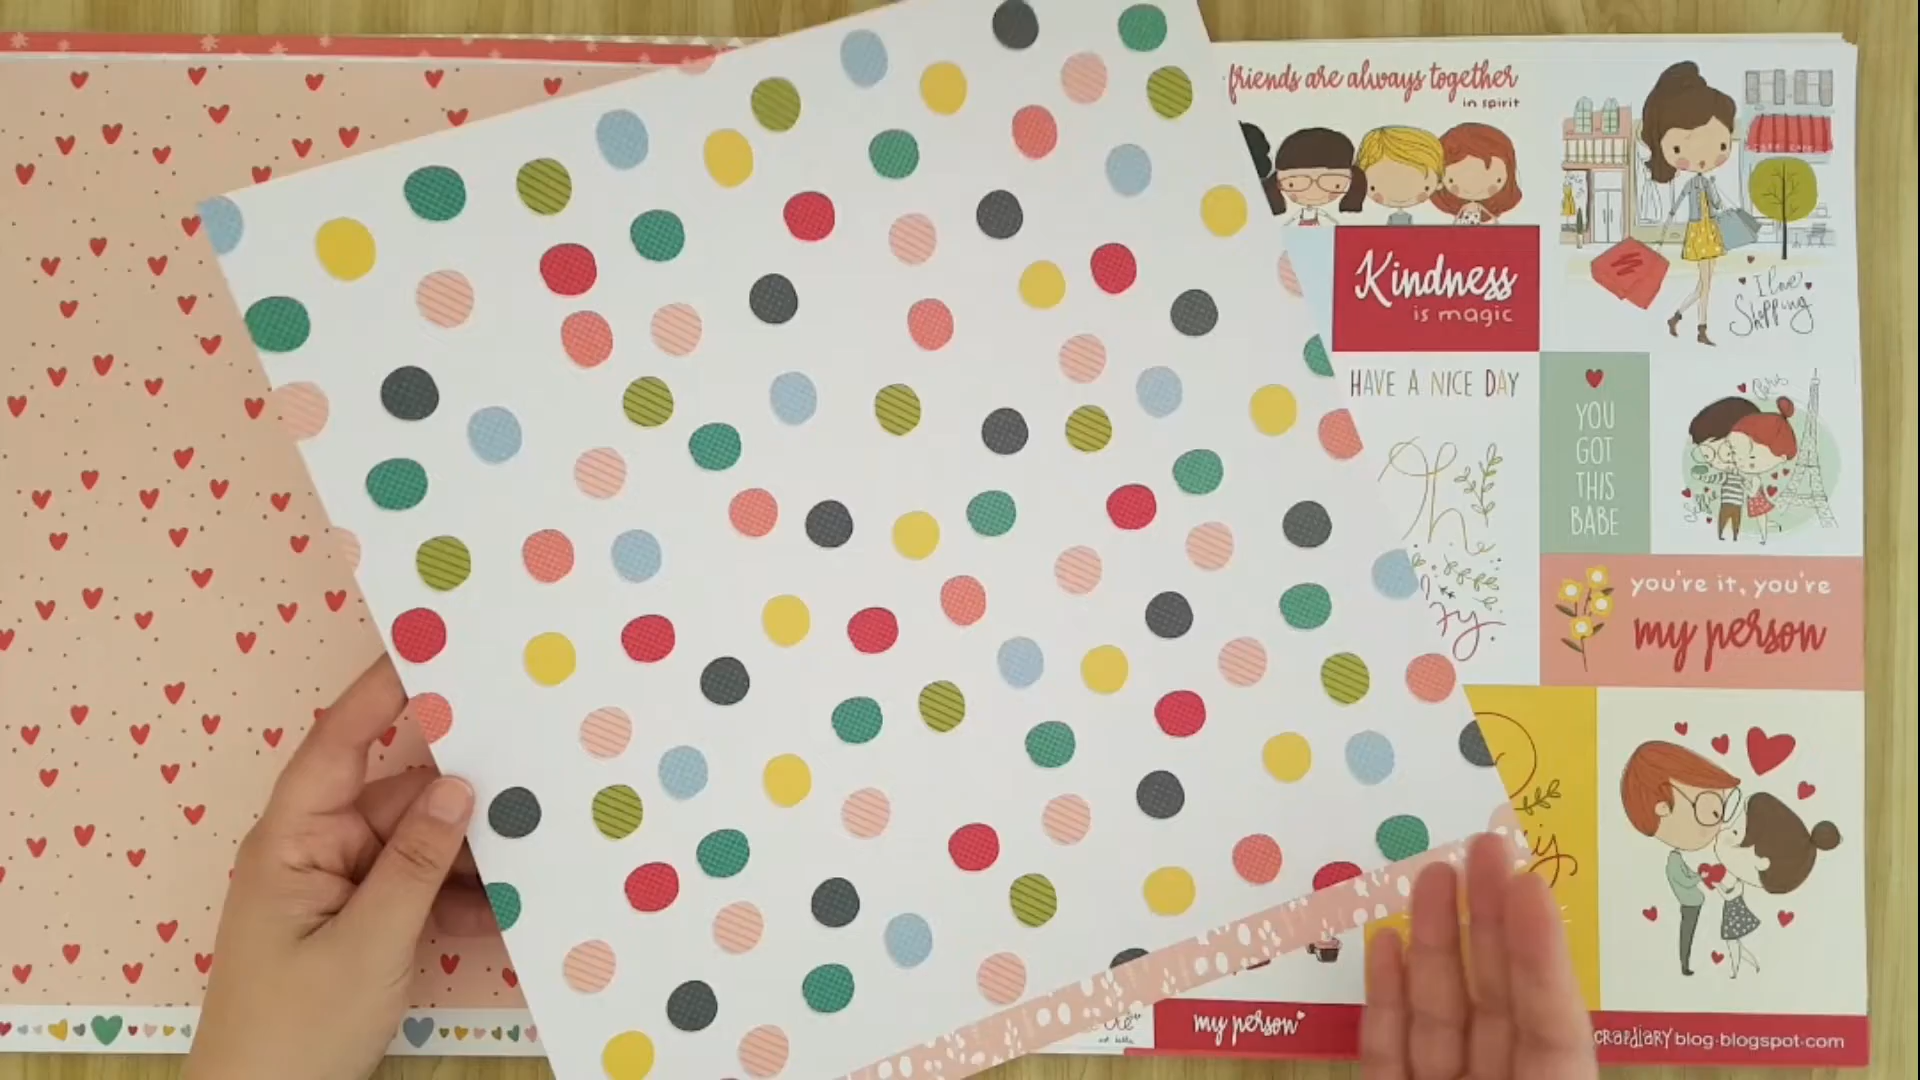 friends are always together
in spirit
Kindness
is magic
I love
Shopping
HAVE A NICE DAY
YOU
GOT
THIS
BABE
Paris
you're it, you're
my person
my person
blog.blogspot.com